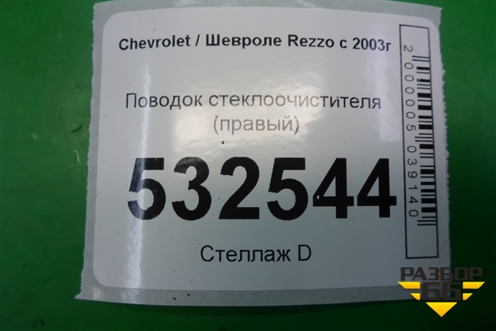 Chevrolet / Шевроле Rezzo с 2003г
Поводок стеклоочистителя
(правый)
532544
Стеллаж D
2000005039140
РАЗБОР
66